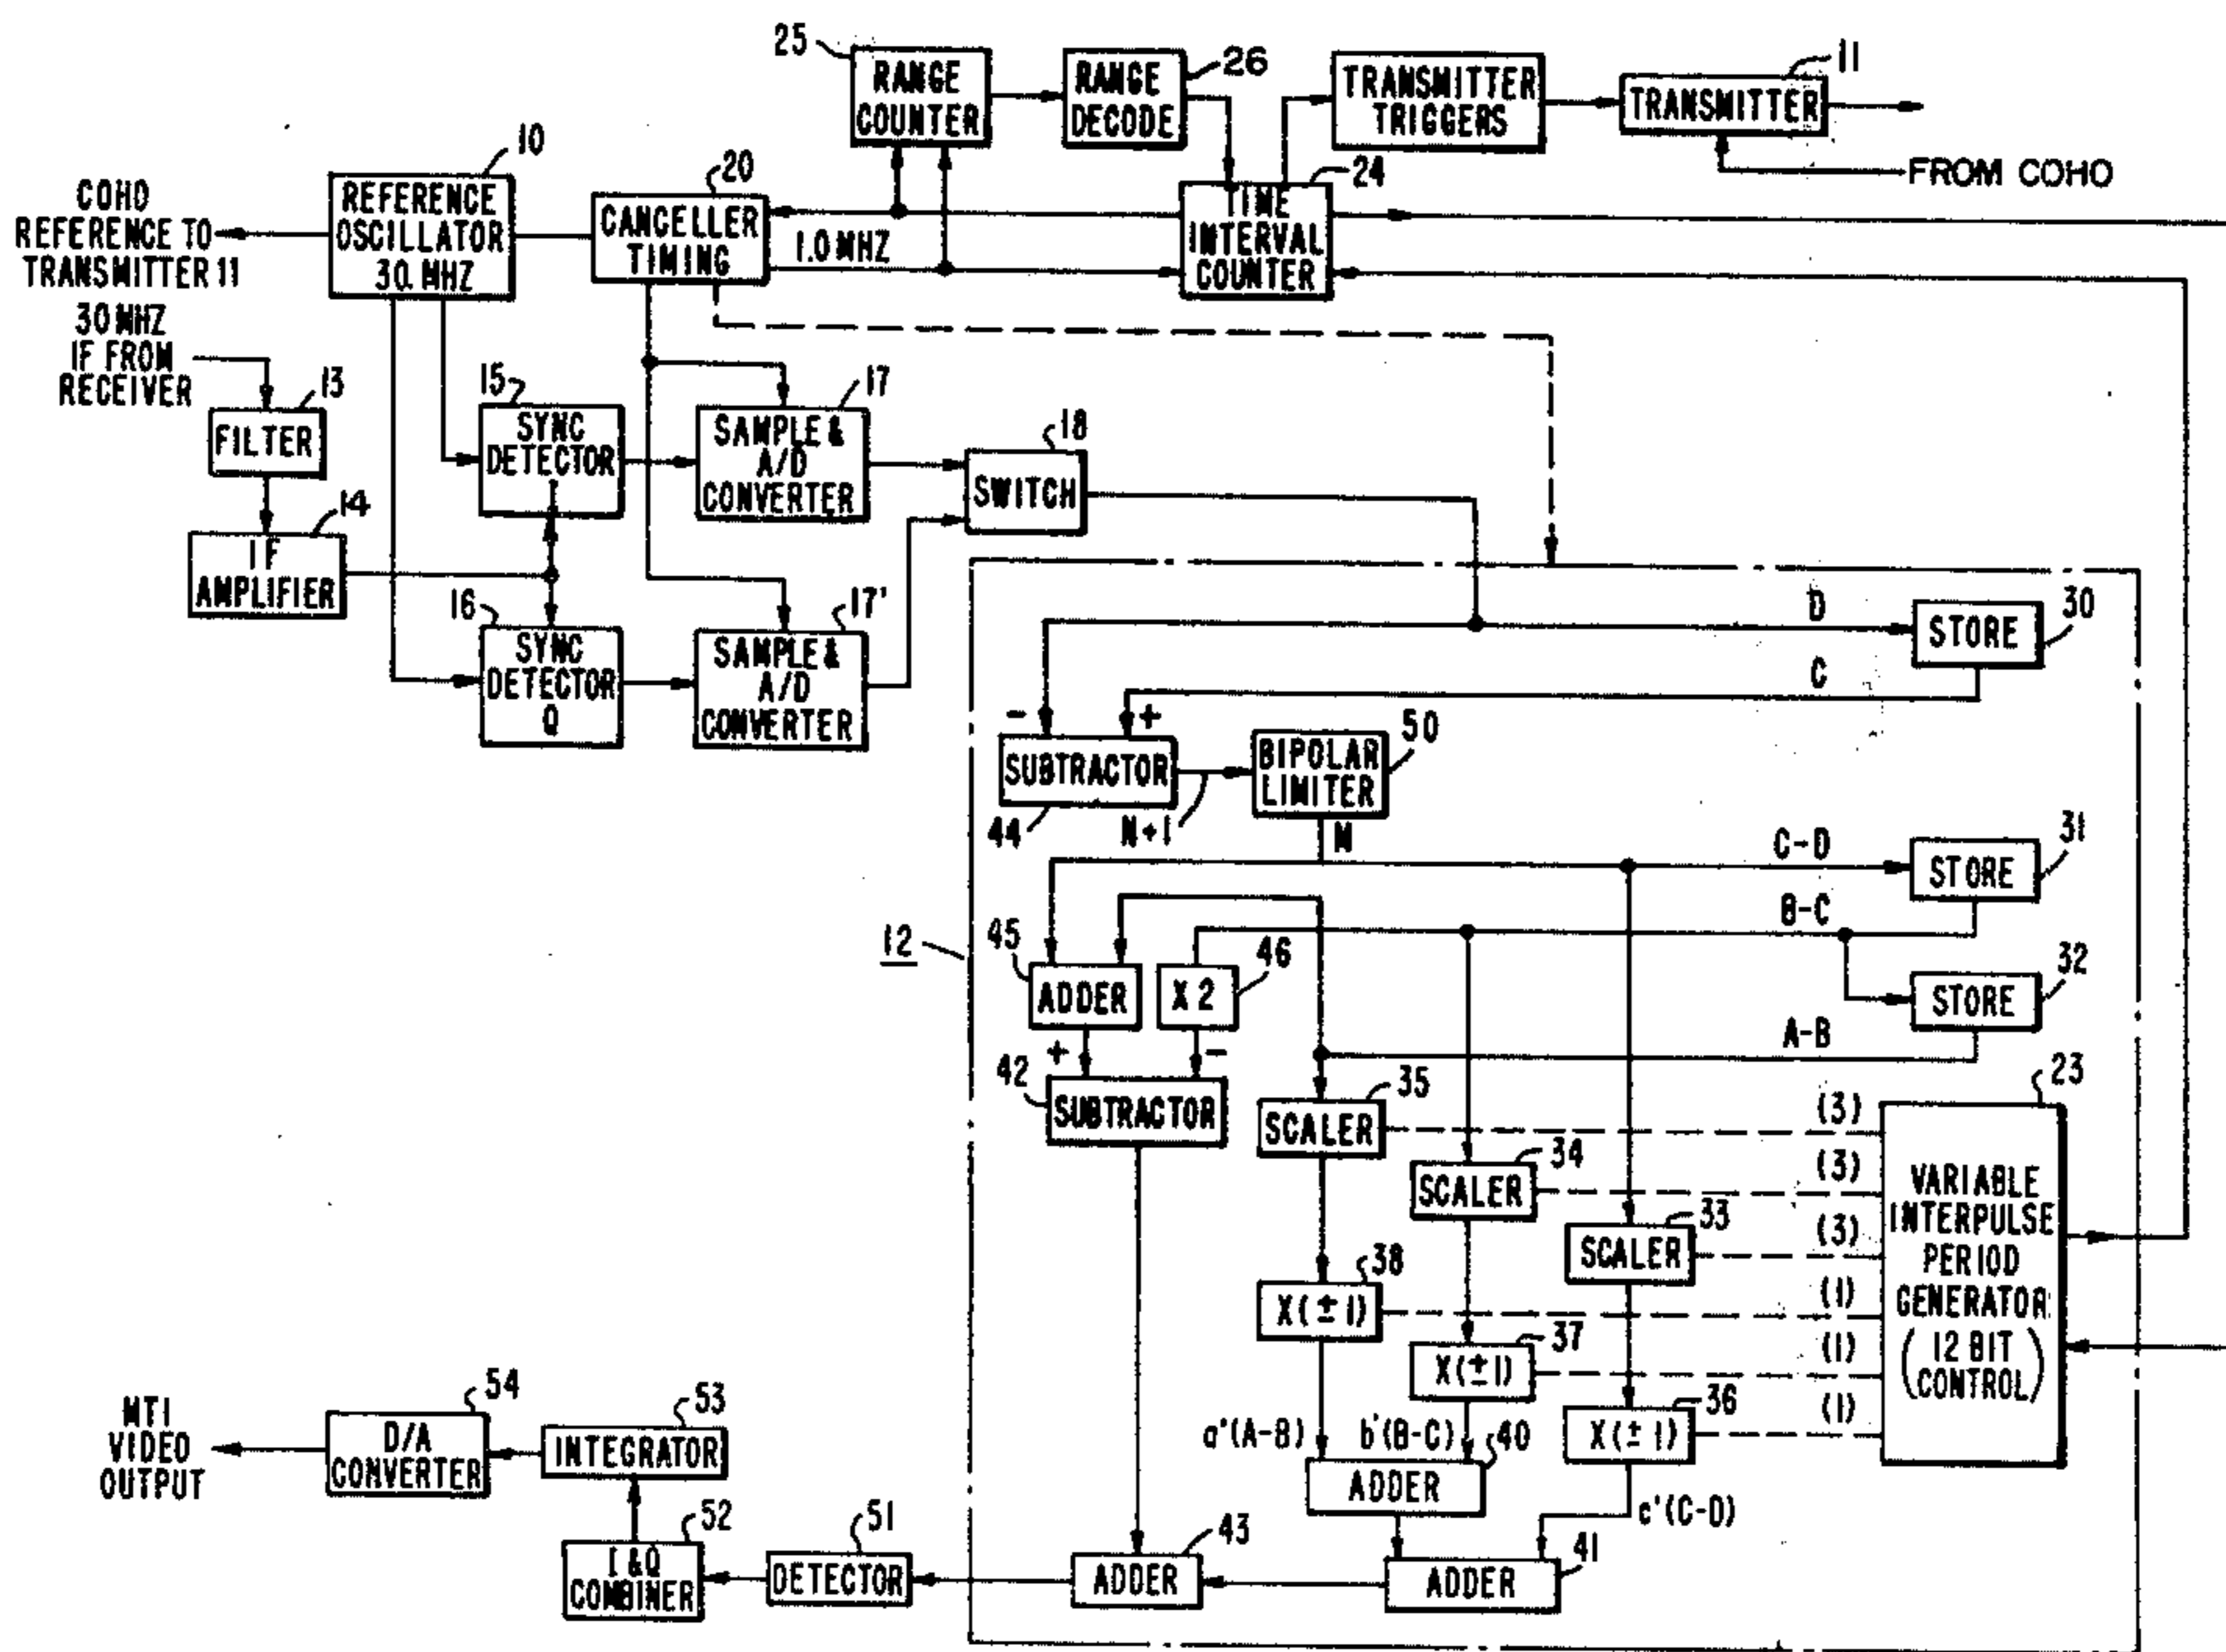 25
RANGE
COUNTER
RANGE
DECODE
26
TRANSMITTER
TRIGGERS
11
TRANSMITTER
FROM COHO
COHO
REFERENCE TO
TRANSMITTER 11
10
REFERENCE
OSCILLATOR
30 MHZ
20
CANCELLER
TIMING
1.0 MHZ
24
TIME
INTERVAL
COUNTER
30 MHZ
IF FROM
RECEIVER
13
FILTER
14
IF
AMPLIFIER
15
SYNC
DETECTOR
I
16
SYNC
DETECTOR
Q
17
SAMPLE &
A/D
CONVERTER
17'
SAMPLE &
A/D
CONVERTER
18
SWITCH
D
STORE
30
C
-
+
SUBTRACTOR
44
N+1
BIPOLAR
LIMITER
50
M
C-D
31
STORE
B-C
12
45
ADDER
X 2
46
32
STORE
A-B
+
-
42
SUBTRACTOR
35
SCALER
(3)
34
SCALER
(3)
33
SCALER
(3)
38
X(±1)
(1)
37
X(±1)
(1)
36
X(±1)
(1)
23
VARIABLE
INTERPULSE
PERIOD
GENERATOR
(12 BIT
CONTROL)
a'(A-B)
b'(B-C)
40
ADDER
c'(C-D)
41
ADDER
43
ADDER
51
DETECTOR
52
I&Q
COMBINER
53
INTEGRATOR
54
D/A
CONVERTER
MTI
VIDEO
OUTPUT